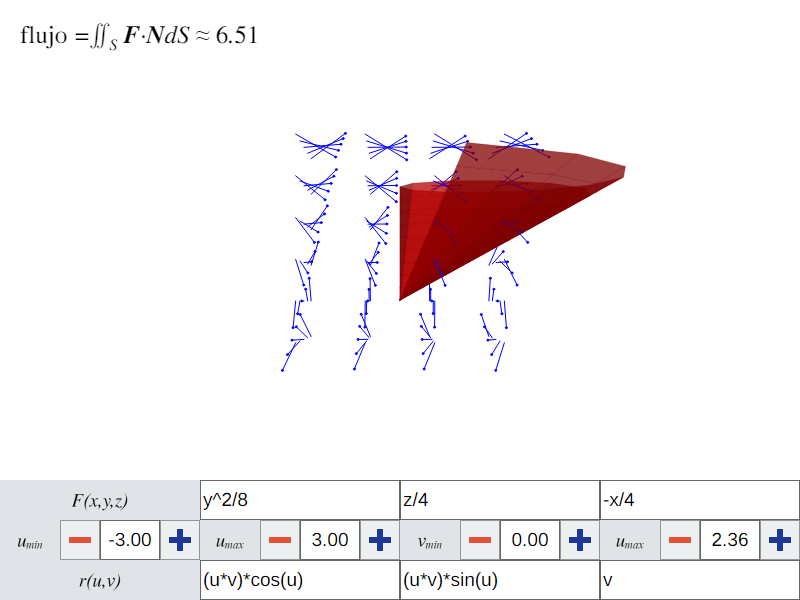 flujo =∬S F·NdS ≈ 6.51
F(x,y,z) y^2/8 z/4 -x/4
umin -3.00 umax 3.00 vmin 0.00 umax 2.36
r(u,v) (u*v)*cos(u) (u*v)*sin(u) v